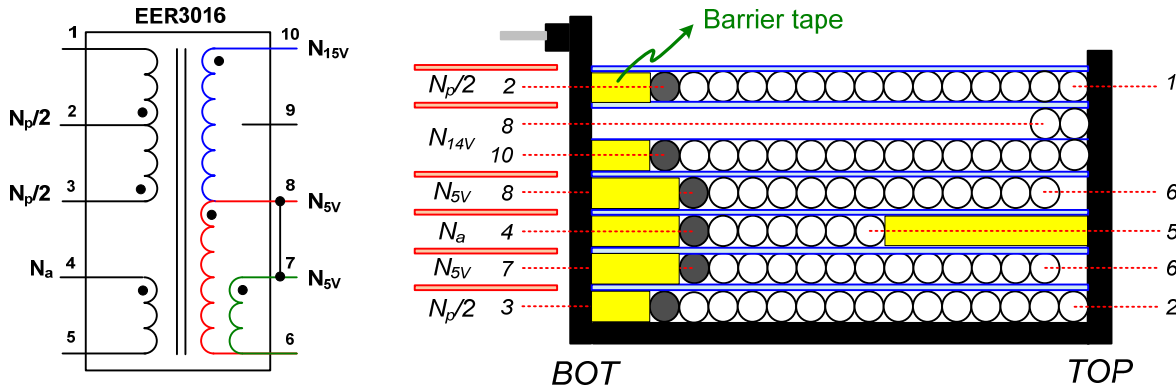 EER3016
1
10
N15V
2
Np/2
9
3
Np/2
8
N5V
4
Na
7
N5V
5
6
Barrier tape
Np/2 2 1
8
N14V
10
N5V 8 6
Na 4 5
N5V 7 6
Np/2 3 2
BOT
TOP